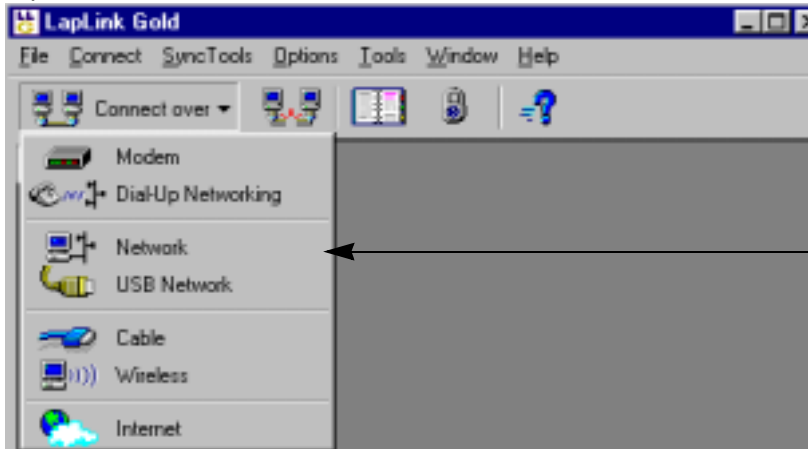 LapLink Gold
File Connect SyncTools Options Tools Window Help
Connect over
Modem
Dial-Up Networking
Network
USB Network
Cable
Wireless
Internet